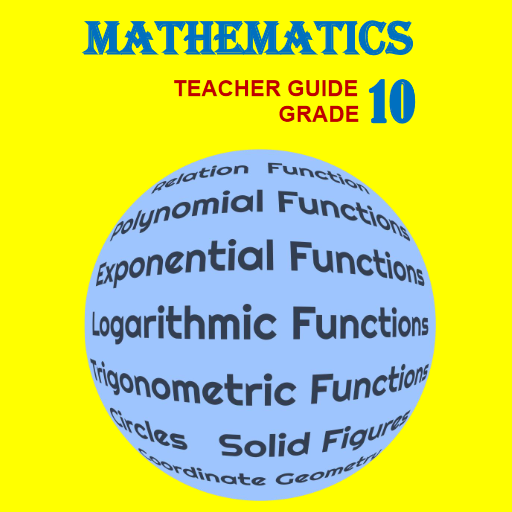 MATHEMATICS
TEACHER GUIDE
GRADE 10
Relation Function
Polynomial Functions
Exponential Functions
Logarithmic Functions
Trigonometric Functions
Circles Solid Figures
Coordinate Geometry